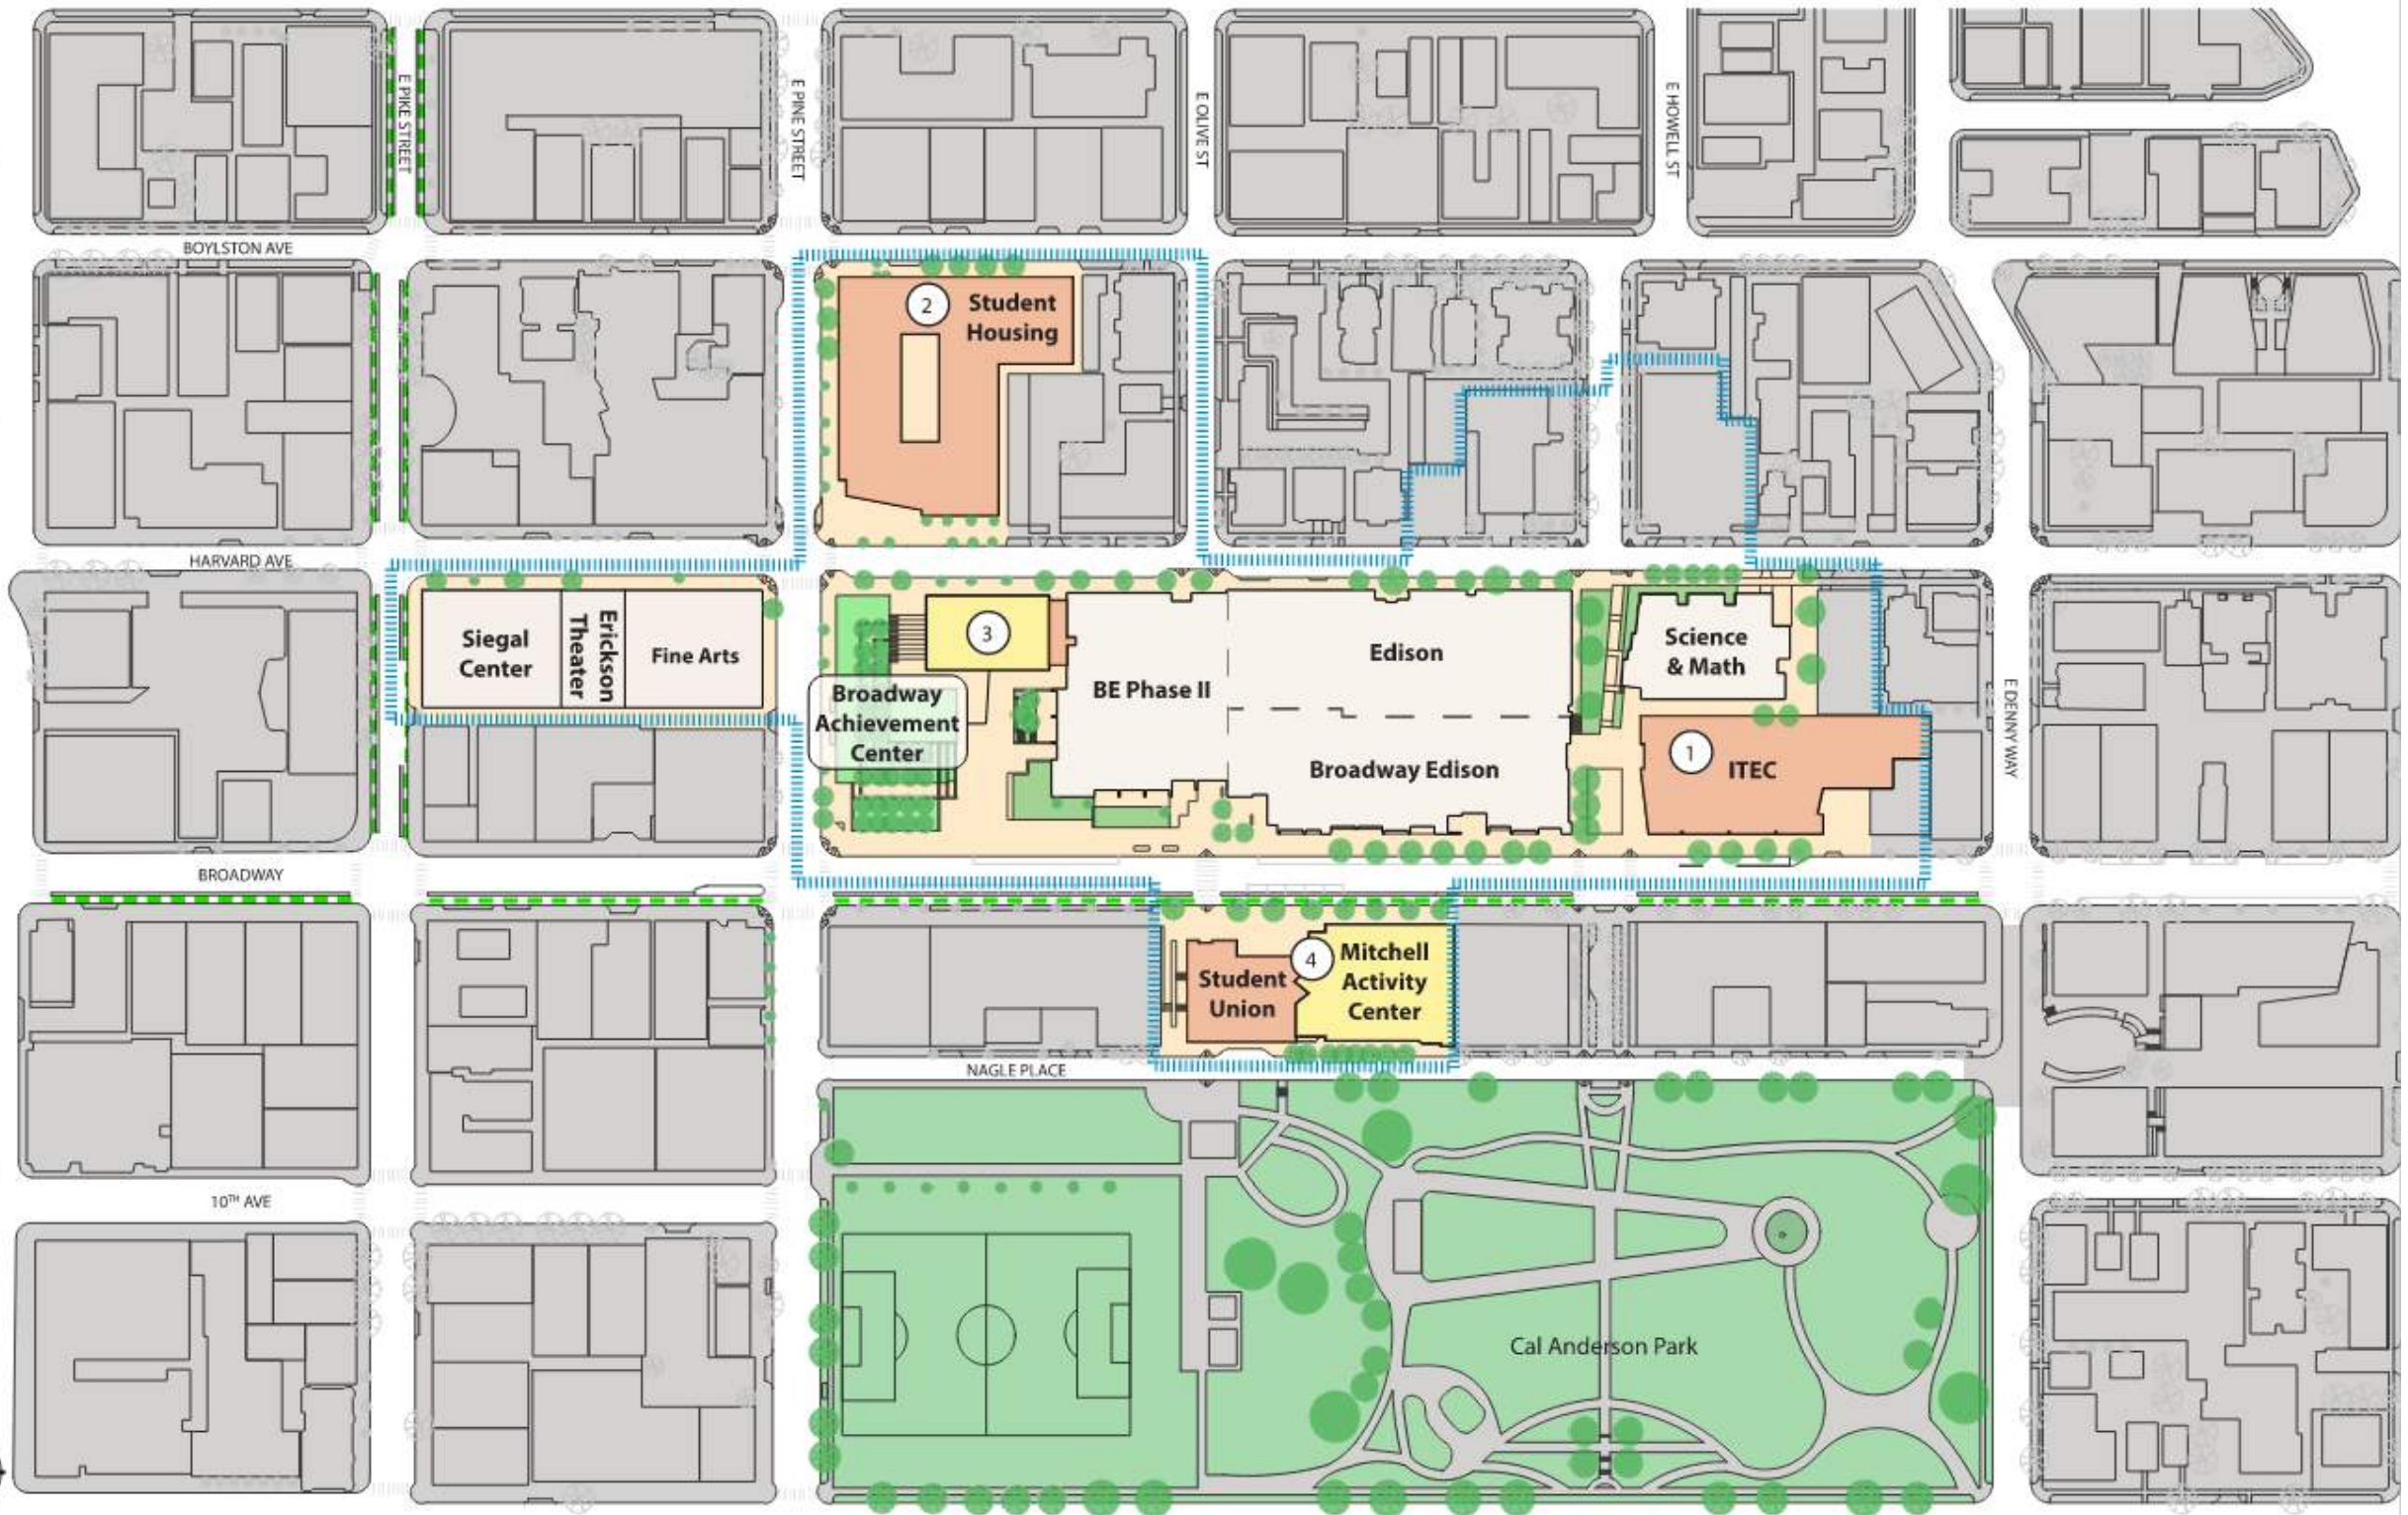 E PIKE STREET
E PINE STREET
E OLIVE ST
E HOWELL ST
BOYLSTON AVE
2
Student
Housing
HARVARD AVE
Siegal
Center
Erickson
Theater
Fine Arts
3
Broadway
Achievement
Center
BE Phase II
Edison
Broadway Edison
Science
& Math
1
ITEC
E DENNY WAY
BROADWAY
Student
Union
4
Mitchell
Activity
Center
NAGLE PLACE
10TH AVE
Cal Anderson Park